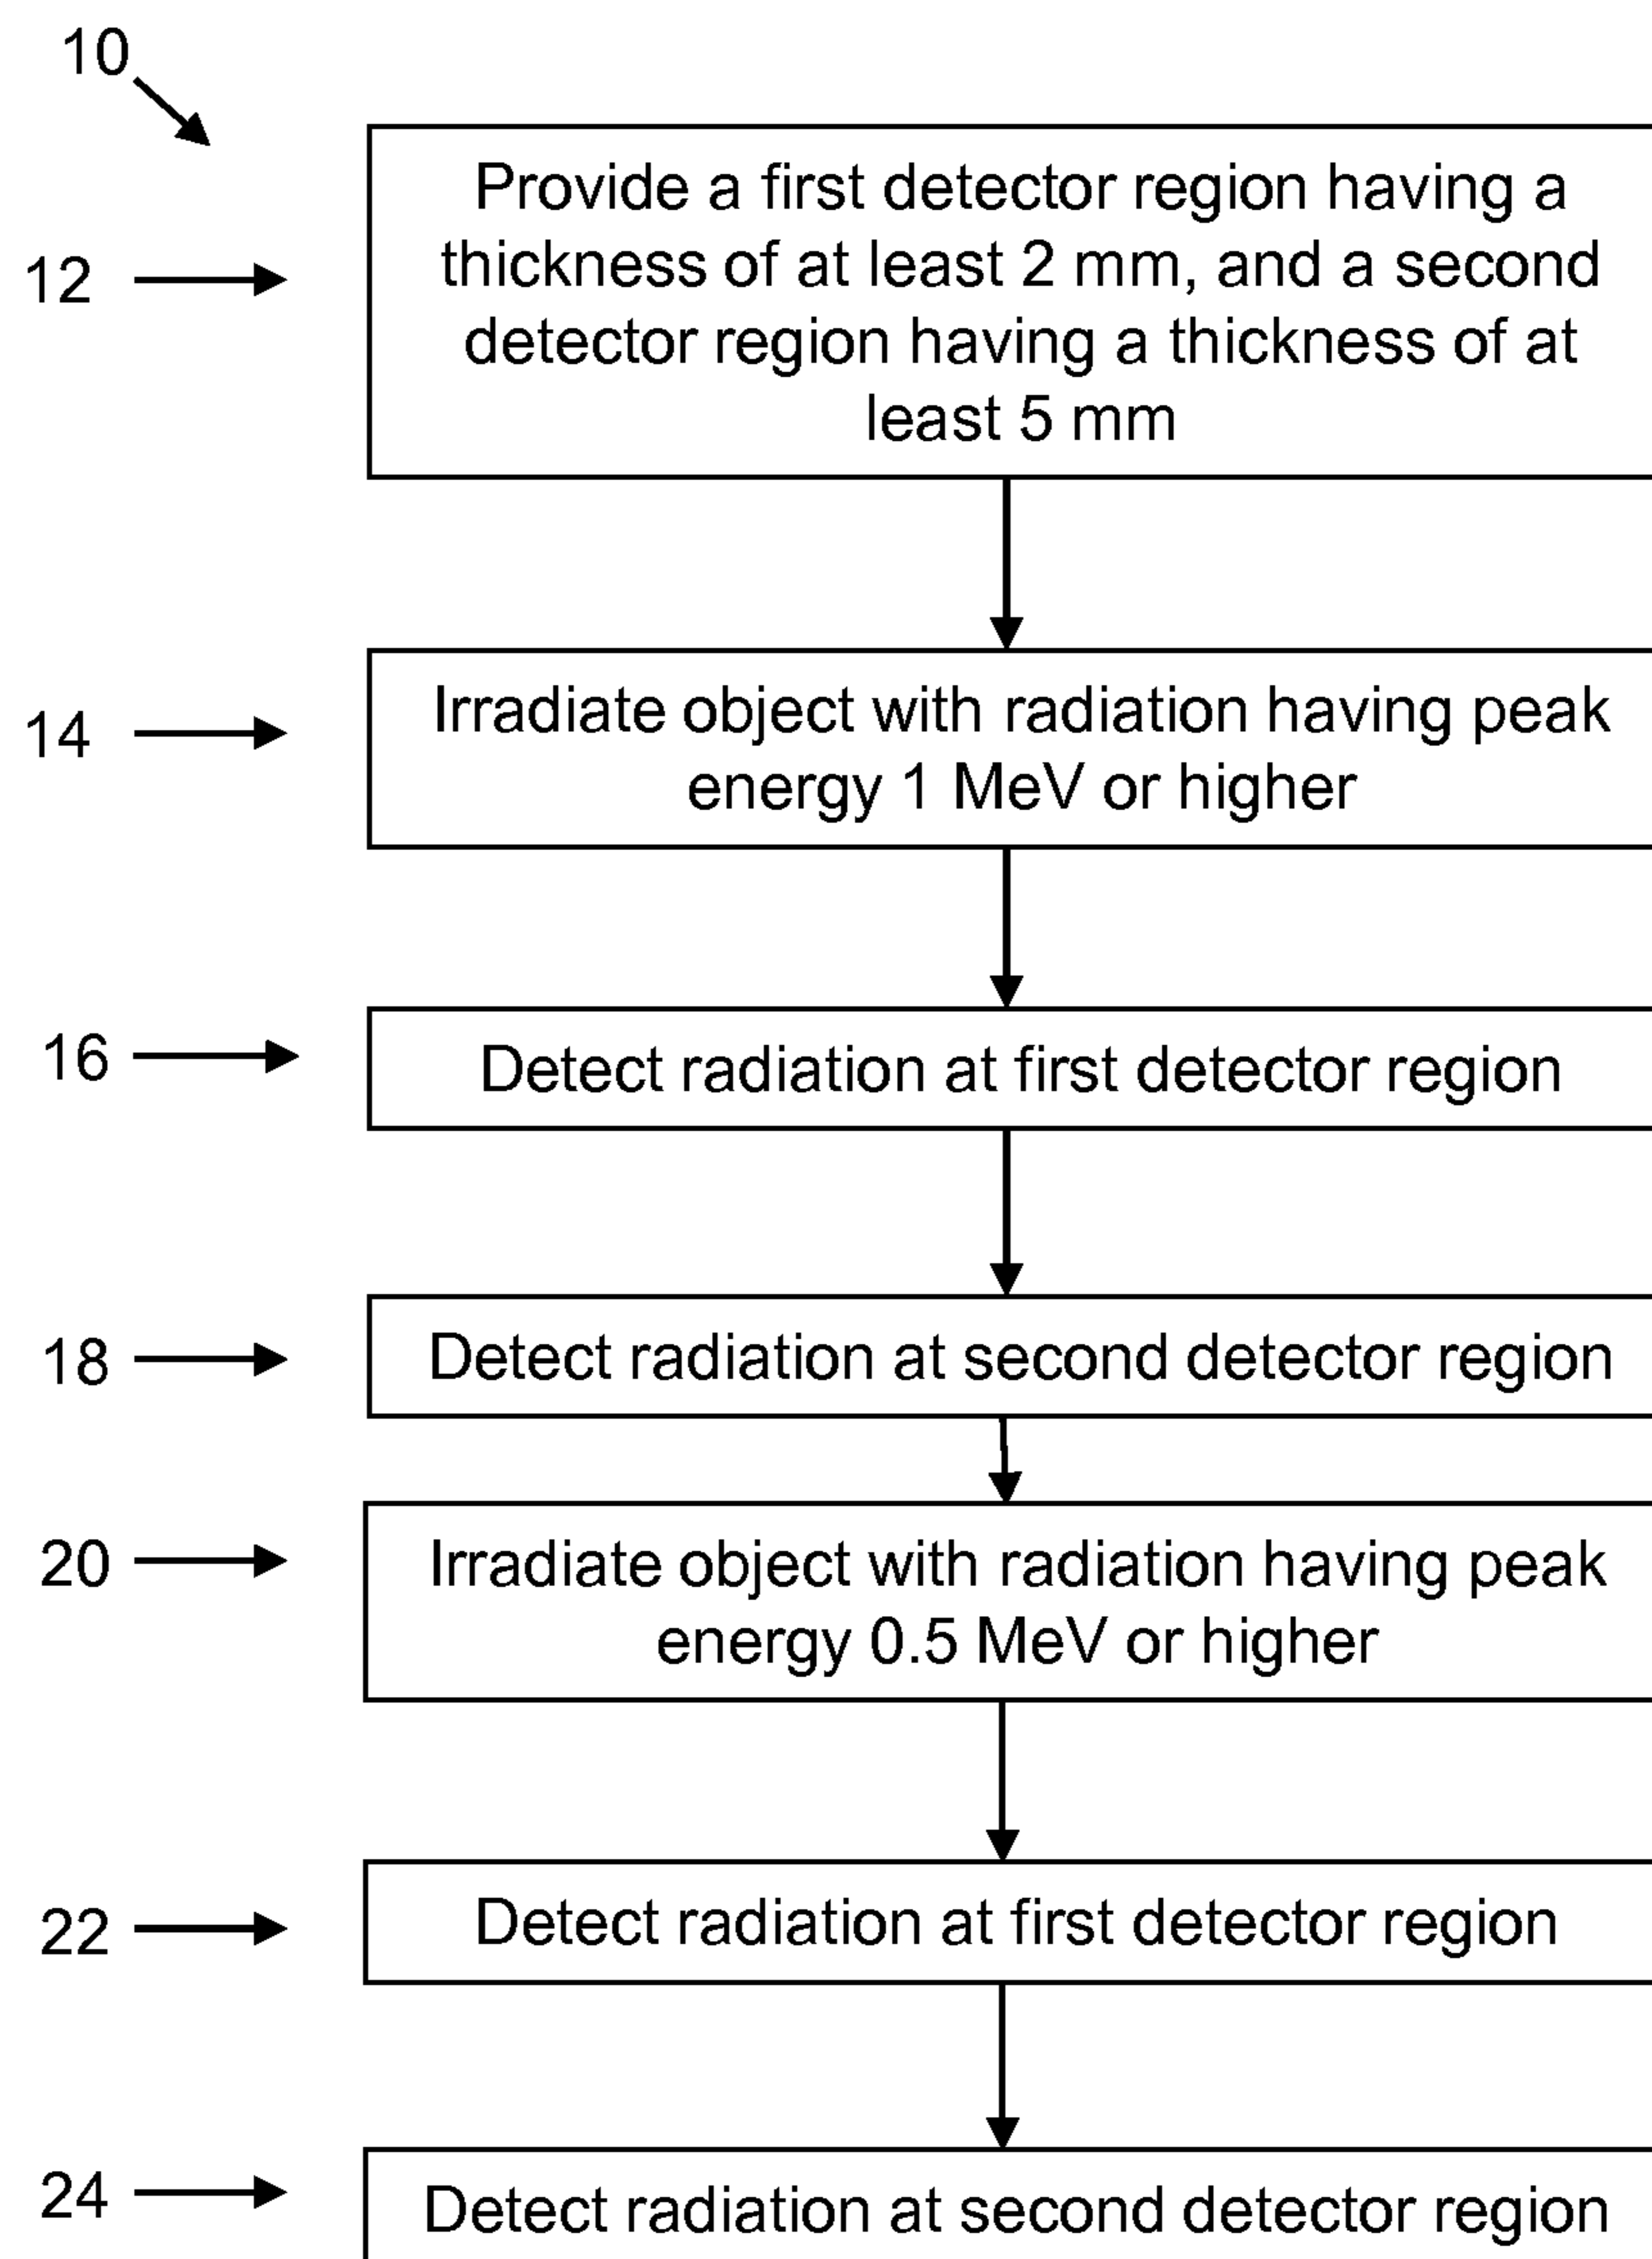 10
12
Provide a first detector region having a
thickness of at least 2 mm, and a second
detector region having a thickness of at
least 5 mm
14
Irradiate object with radiation having peak
energy 1 MeV or higher
16
Detect radiation at first detector region
18
Detect radiation at second detector region
20
Irradiate object with radiation having peak
energy 0.5 MeV or higher
22
Detect radiation at first detector region
24
Detect radiation at second detector region